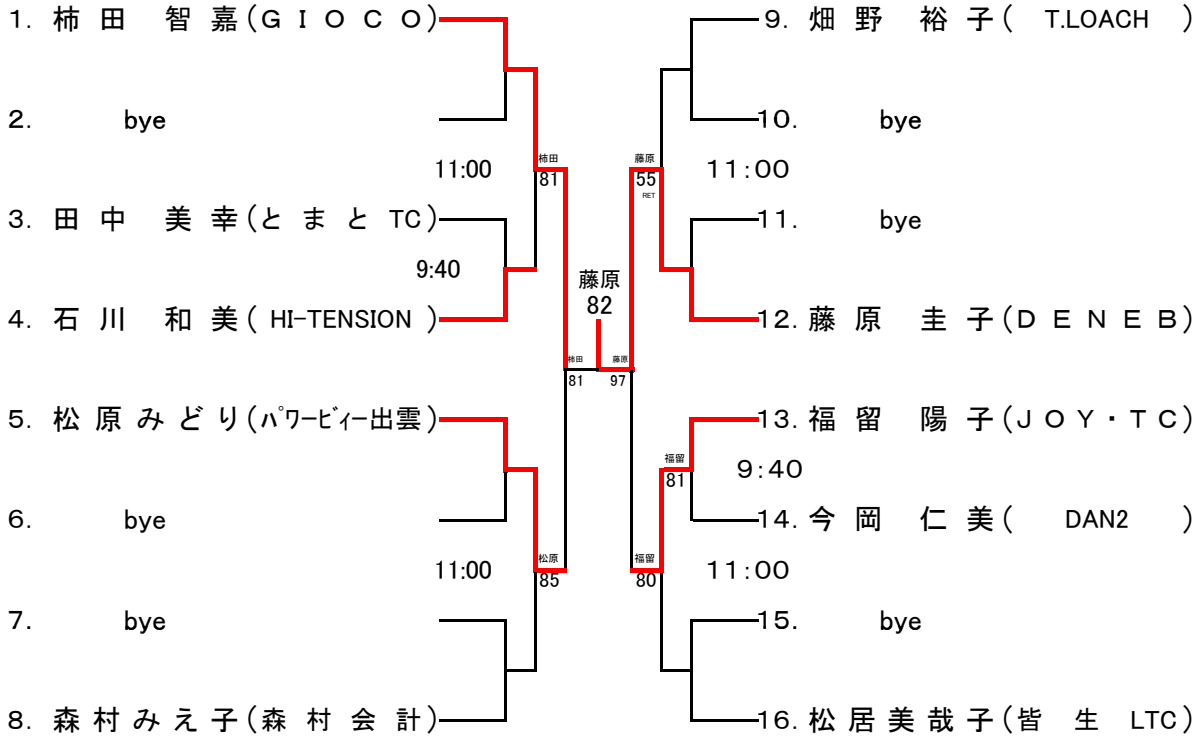 1. 柿田 智嘉(GIOCO)
2. bye
11:00
柿田
81
3. 田中 美幸(とまとTC)
9:40
4. 石川 和美(HI-TENSION)
柿田
81
5. 松原みどり(パワービィー出雲)
6. bye
11:00
松原
85
7. bye
8. 森村みえ子(森村会計)
藤原
82
9. 畑野 裕子(T.LOACH)
10. bye
藤原
55
RET
11:00
11. bye
12. 藤原 圭子(DENEB)
藤原
97
13. 福留 陽子(JOY・TC)
福留
81
9:40
14. 今岡 仁美(DAN2)
福留
80
11:00
15. bye
16. 松居美哉子(皆生 LTC)